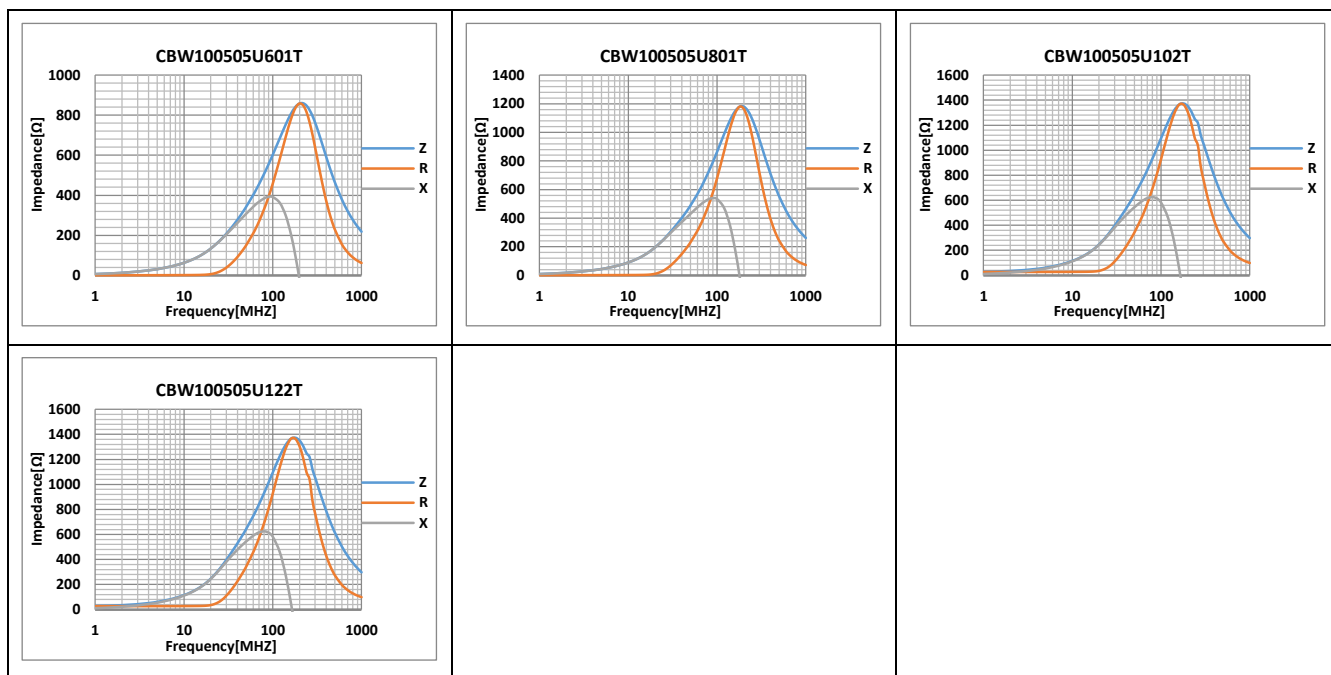 CBW100505U601T
Impedance[Ω]
1000
800
600
400
200
0
1 10 100 1000
Frequency[MHZ]
Z
R
X
CBW100505U801T
Impedance[Ω]
1400
1200
1000
800
600
400
200
0
1 10 100 1000
Frequency[MHZ]
Z
R
X
CBW100505U102T
Impedance[Ω]
1600
1400
1200
1000
800
600
400
200
0
1 10 100 1000
Frequency[MHZ]
Z
R
X
CBW100505U122T
Impedance[Ω]
1600
1400
1200
1000
800
600
400
200
0
1 10 100 1000
Frequency[MHZ]
Z
R
X